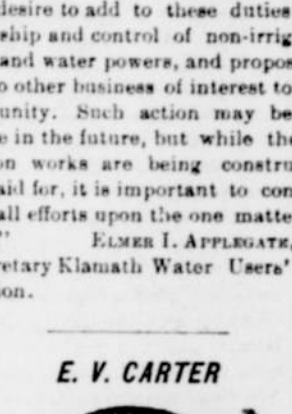 desire to add to these duties
ship and control of non-irrig
and water powers, and propos
o other business of interest to
unity. Such action may be
e in the future, but while the
on works are being constru
aid for, it is important to con
all efforts upon the one matte
" ELMER I. APPLEGATE,
retary Klamath Water Users'
ion.
E. V. CARTER